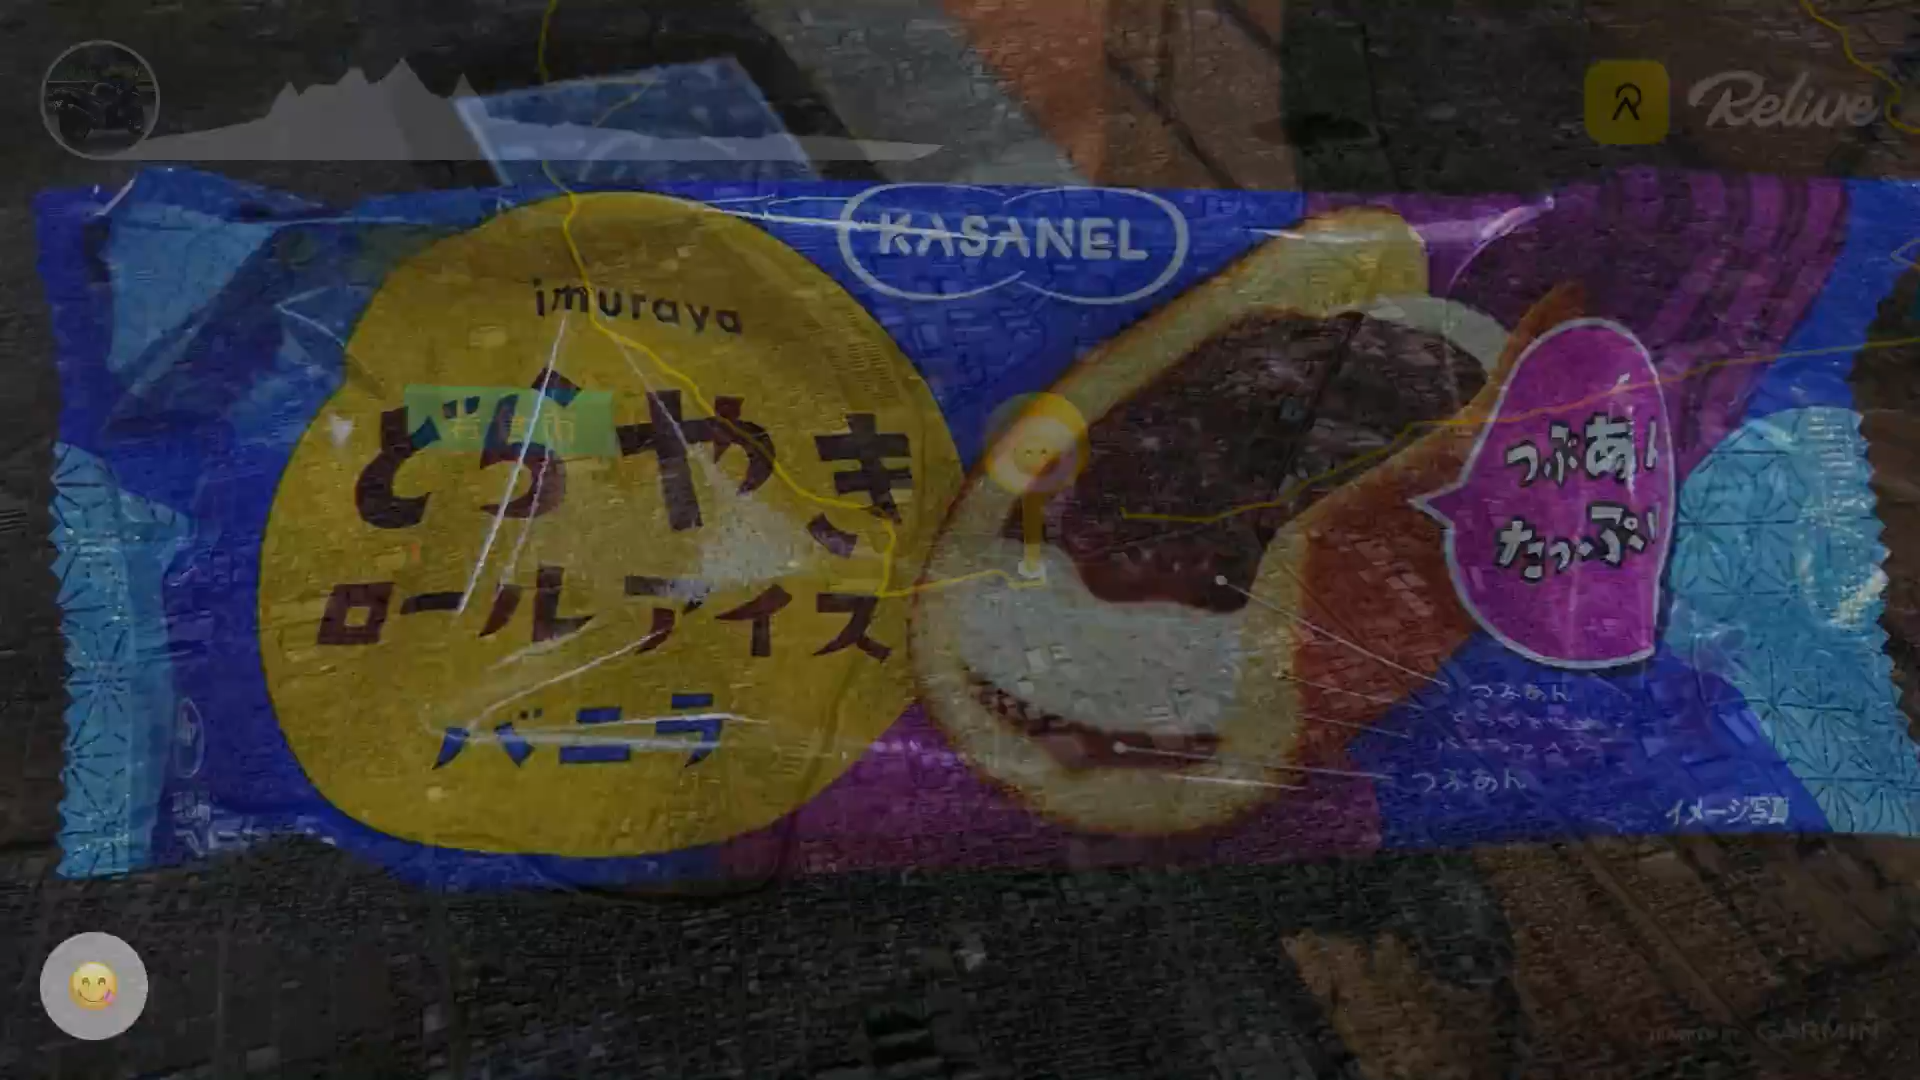 Relive
KASANEL
imuraya
どらやき
ロールアイス
バニラ
つぶあん
たっぷり
つぶあん
つぶあん
イメージ写真
GARMIN